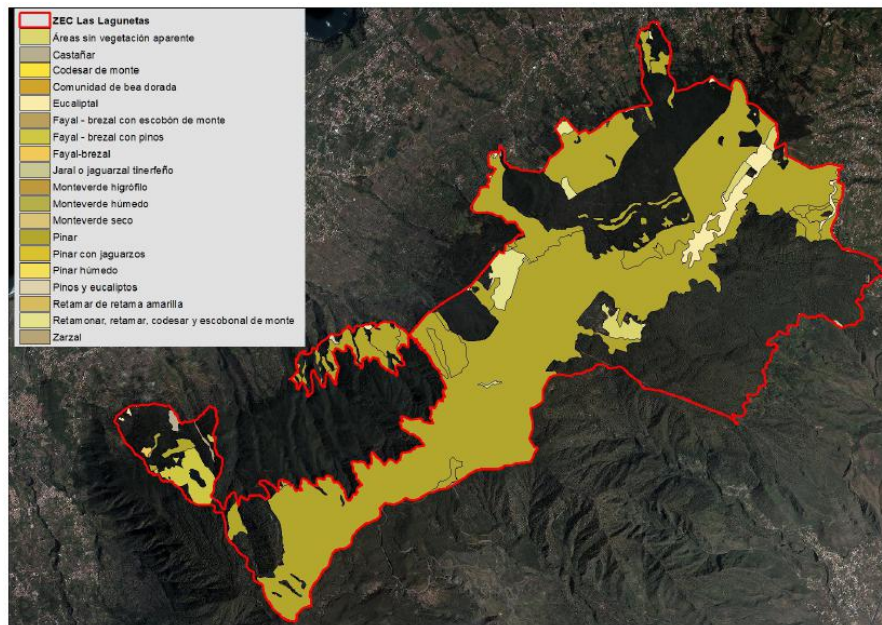 ZEC Las Lagunetas
Áreas sin vegetación aparente
Castañar
Codesar de monte
Comunidad de bea dorada
Eucaliptal
Fayal - brezal con escobón de monte
Fayal - brezal con pinos
Fayal-brezal
Jaral o jaguarzal tinerfeño
Monteverde higrófilo
Monteverde húmedo
Monteverde seco
Pinar
Pinar con jaguarzos
Pinar húmedo
Pinos y eucaliptos
Retamar de retama amarilla
Retamonar, retamar, codesar y escobonal de monte
Zarzal